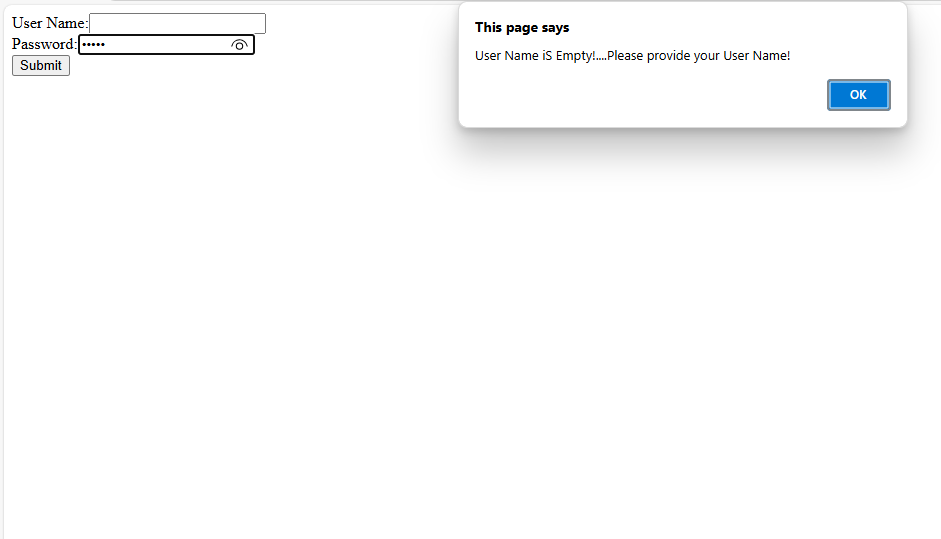 User Name:
Password:•••••
Submit
This page says
User Name iS Empty!....Please provide your User Name!
OK